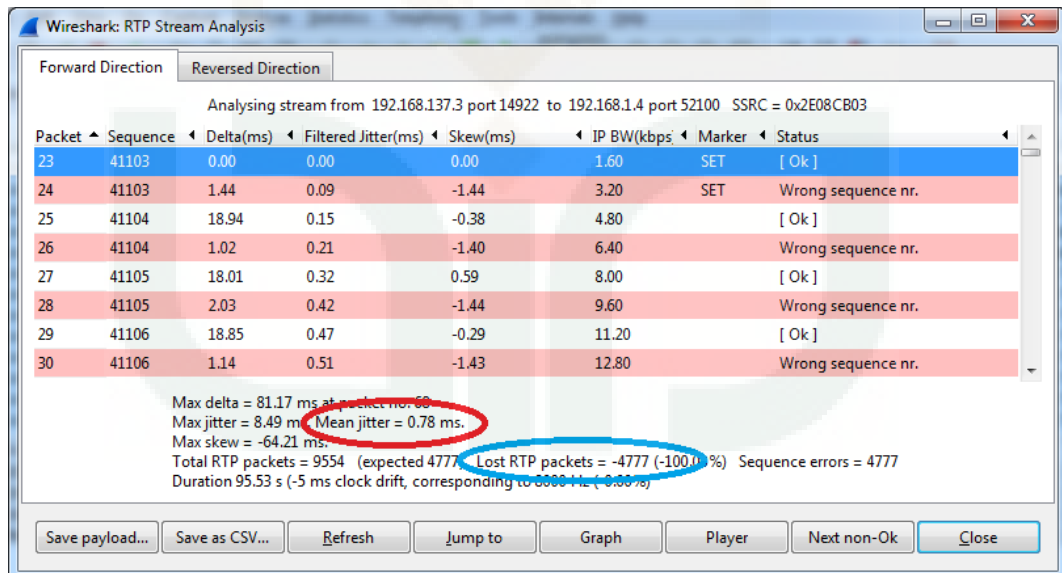 Wireshark: RTP Stream Analysis
Forward Direction Reversed Direction
Analysing stream from 192.168.137.3 port 14922 to 192.168.1.4 port 52100 SSRC = 0x2E08CB03
Packet Sequence Delta(ms) Filtered Jitter(ms) Skew(ms) IP BW(kbps) Marker Status
23 41103 0.00 0.00 0.00 1.60 SET [ Ok ]
24 41103 1.44 0.09 -1.44 3.20 SET Wrong sequence nr.
25 41104 18.94 0.15 -0.38 4.80 [ Ok ]
26 41104 1.02 0.21 -1.40 6.40 Wrong sequence nr.
27 41105 18.01 0.32 0.59 8.00 [ Ok ]
28 41105 2.03 0.42 -1.44 9.60 Wrong sequence nr.
29 41106 18.85 0.47 -0.29 11.20 [ Ok ]
30 41106 1.14 0.51 -1.43 12.80 Wrong sequence nr.
Max delta = 81.17 ms at packet no. 68
Max jitter = 8.49 ms. Mean jitter = 0.78 ms.
Max skew = -64.21 ms.
Total RTP packets = 9554 (expected 4777) Lost RTP packets = -4777 (-100.00%) Sequence errors = 4777
Duration 95.53 s (-5 ms clock drift, corresponding to 8000 Hz (-0.00%)
Save payload... Save as CSV... Refresh Jump to Graph Player Next non-Ok Close